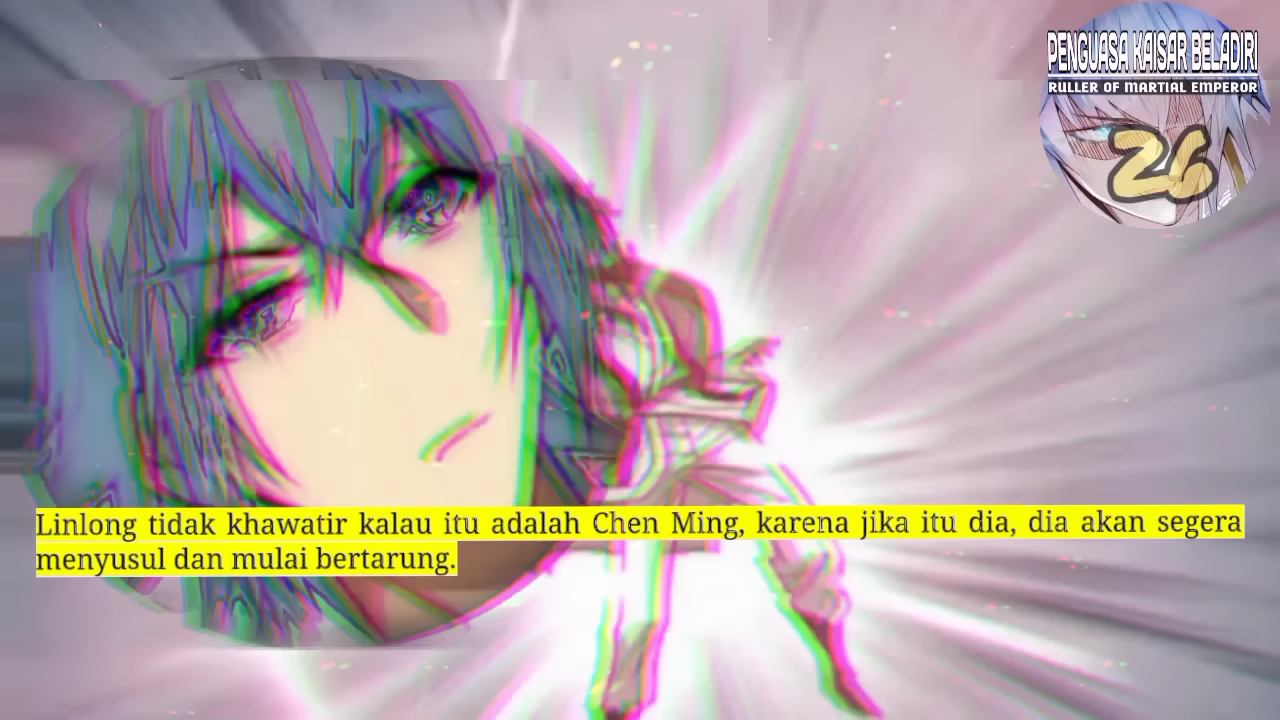 PENGUASA KAISAR BELADIRI
RULLER OF MARTIAL EMPEROR
26
Linlong tidak khawatir kalau itu adalah Chen Ming, karena jika itu dia, dia akan segera
menyusul dan mulai bertarung.